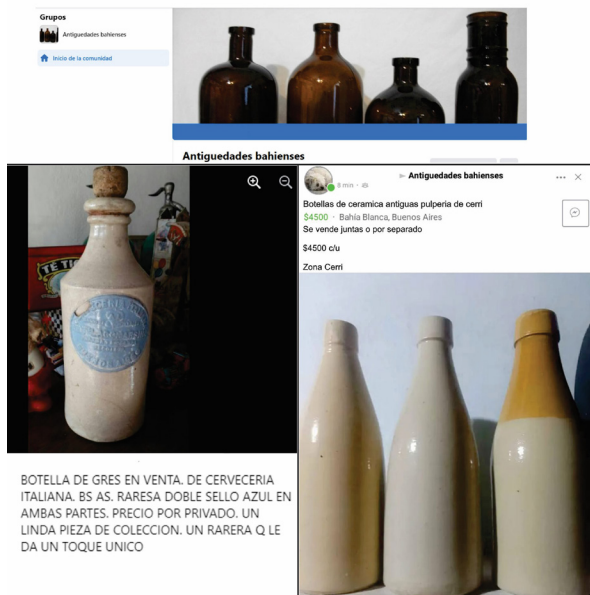 Grupos
Antiguedades bahienses
Inicio de la comunidad
Antiguedades bahienses
TE TI
BOTELLA DE GRES EN VENTA. DE CERVECERIA
ITALIANA. BS AS. RARESA DOBLE SELLO AZUL EN
AMBAS PARTES. PRECIO POR PRIVADO. UN
LINDA PIEZA DE COLECCION. UN RARERA Q LE
DA UN TOQUE UNICO
Antiguedades bahienses
8 min
Botellas de ceramica antiguas pulperia de cerri
$4500 · Bahía Blanca, Buenos Aires
Se vende juntas o por separado
$4500 c/u
Zona Cerri